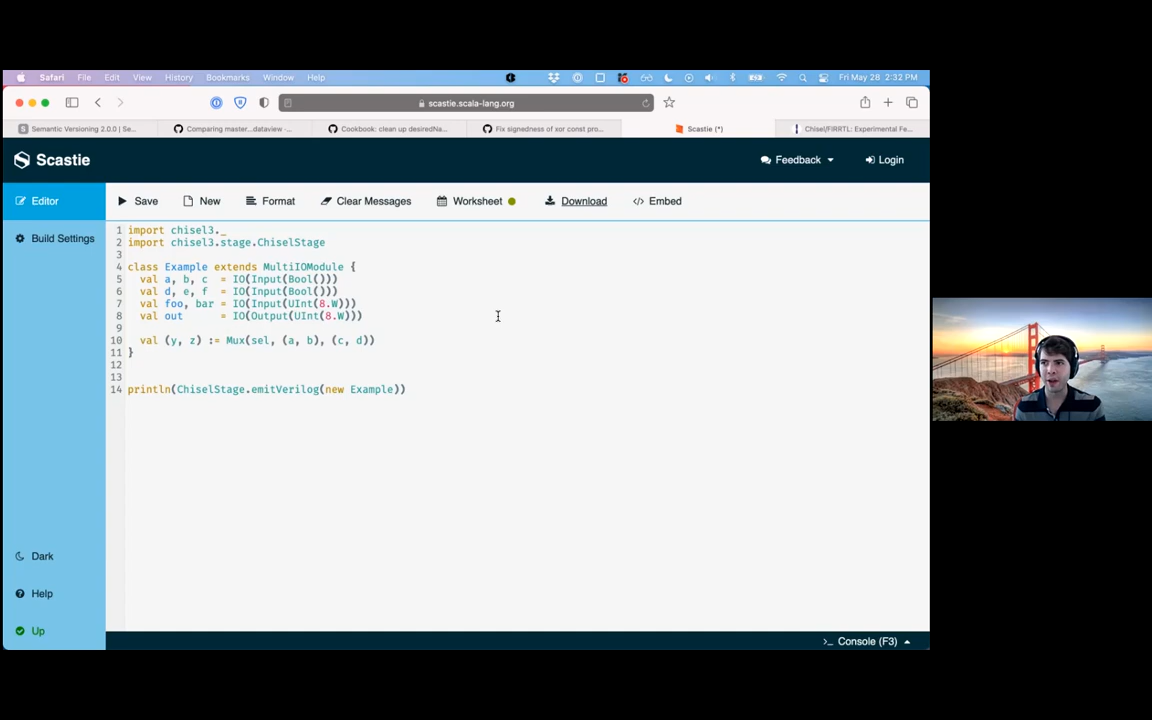 Safari File Edit View History Bookmarks Window Help Fri May 28 2:32 PM
scastie.scala-lang.org
Semantic Versioning 2.0.0 | Se... Comparing master...dataview ·... Cookbook: clean up desiredNa... Fix signedness of xor const pro... Scastie (*) Chisel/FIRRTL: Experimental Fe...
Scastie Feedback Login
Editor Save New Format Clear Messages Worksheet Download </> Embed
Build Settings
1 import chisel3._
2 import chisel3.stage.ChiselStage
3
4 class Example extends MultiIOModule {
5 val a, b, c = IO(Input(Bool()))
6 val d, e, f = IO(Input(Bool()))
7 val foo, bar = IO(Input(UInt(8.W)))
8 val out = IO(Output(UInt(8.W)))
9
10 val (y, z) := Mux(sel, (a, b), (c, d))
11 }
12
13
14 println(ChiselStage.emitVerilog(new Example))
Dark
Help
Up
>_ Console (F3)